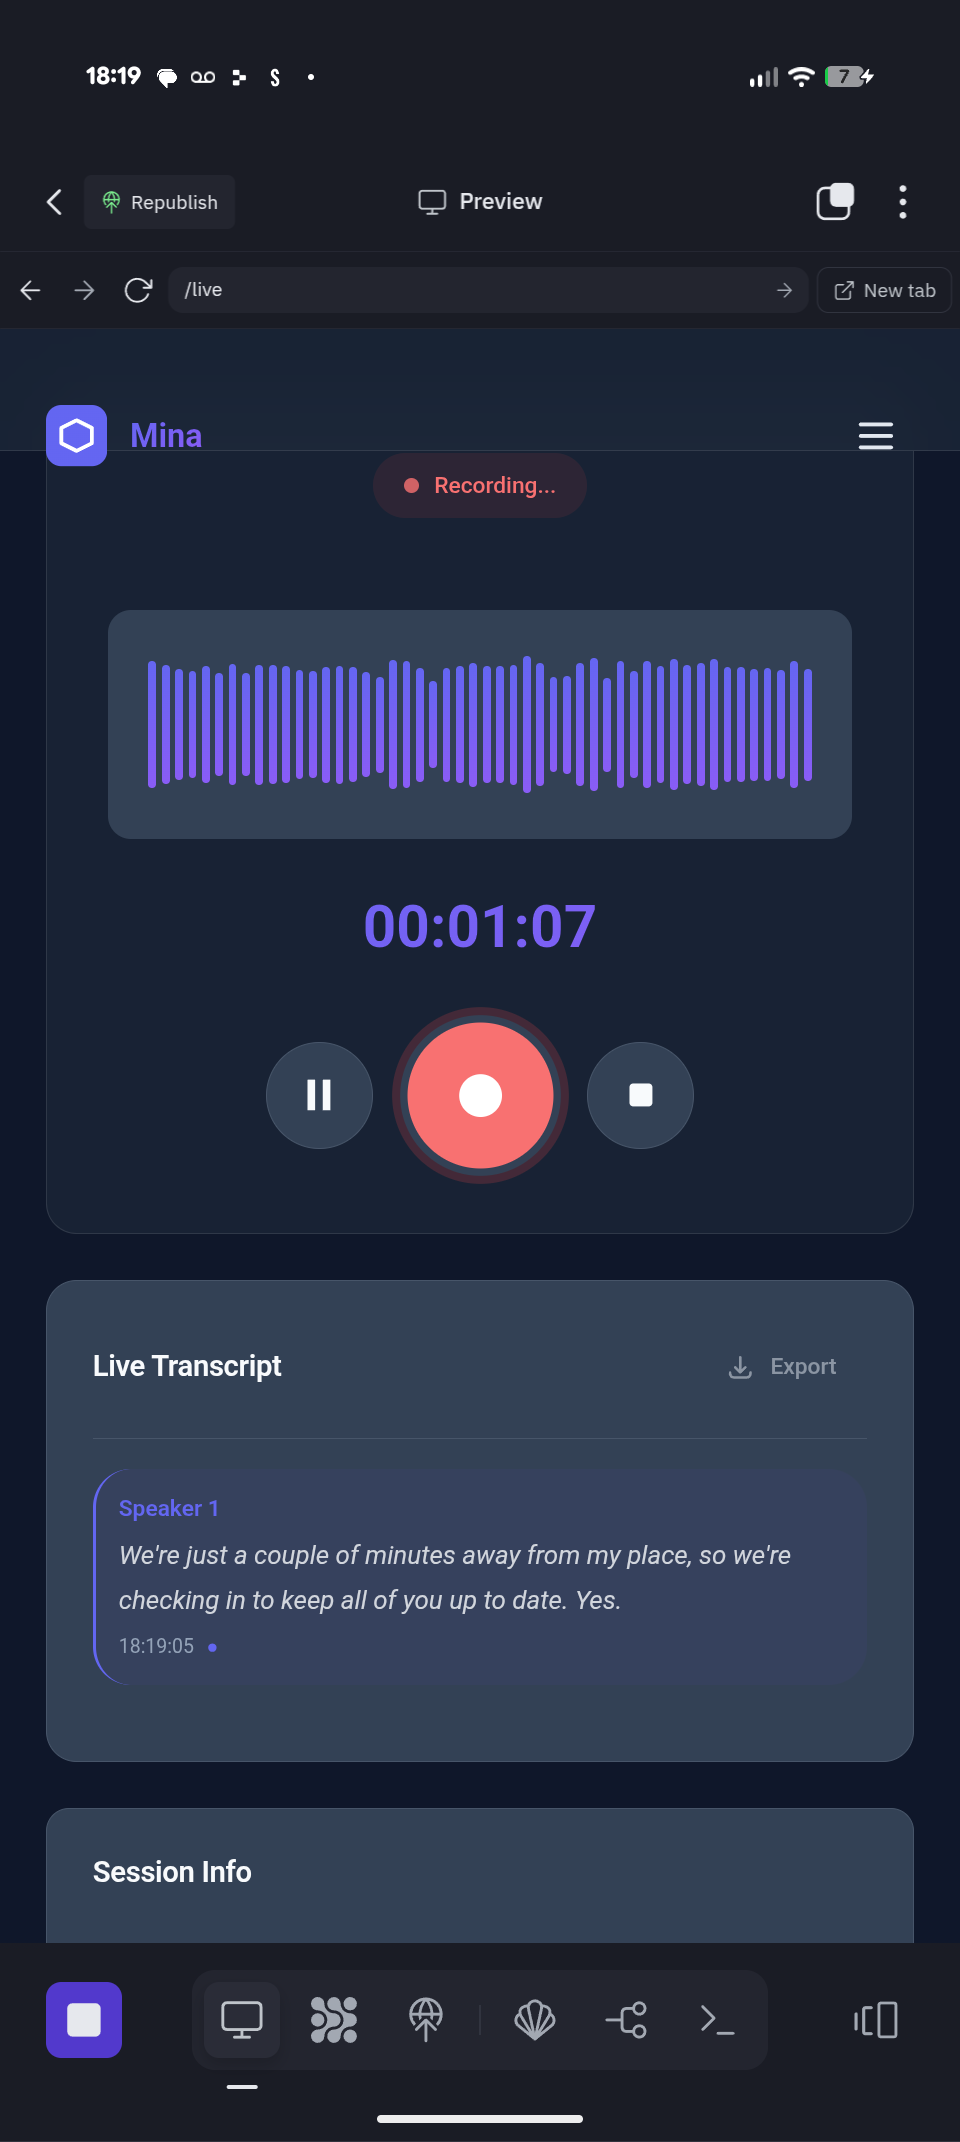 18:19
7
Republish
Preview
/live
New tab
Mina
Recording...
00:01:07
Live Transcript
Export
Speaker 1
We're just a couple of minutes away from my place, so we're
checking in to keep all of you up to date. Yes.
18:19:05
Session Info